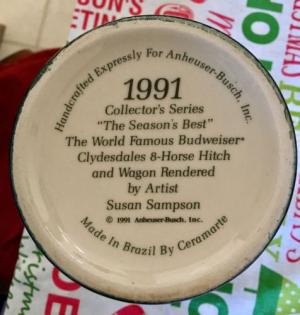 Handcrafted Expressly For Anheuser-Busch, Inc.
1991
Collector's Series
"The Season's Best"
The World Famous Budweiser®
Clydesdales 8-Horse Hitch
and Wagon Rendered
by Artist
Susan Sampson
© 1991 Anheuser-Busch, Inc.
Made In Brazil By Ceramarte